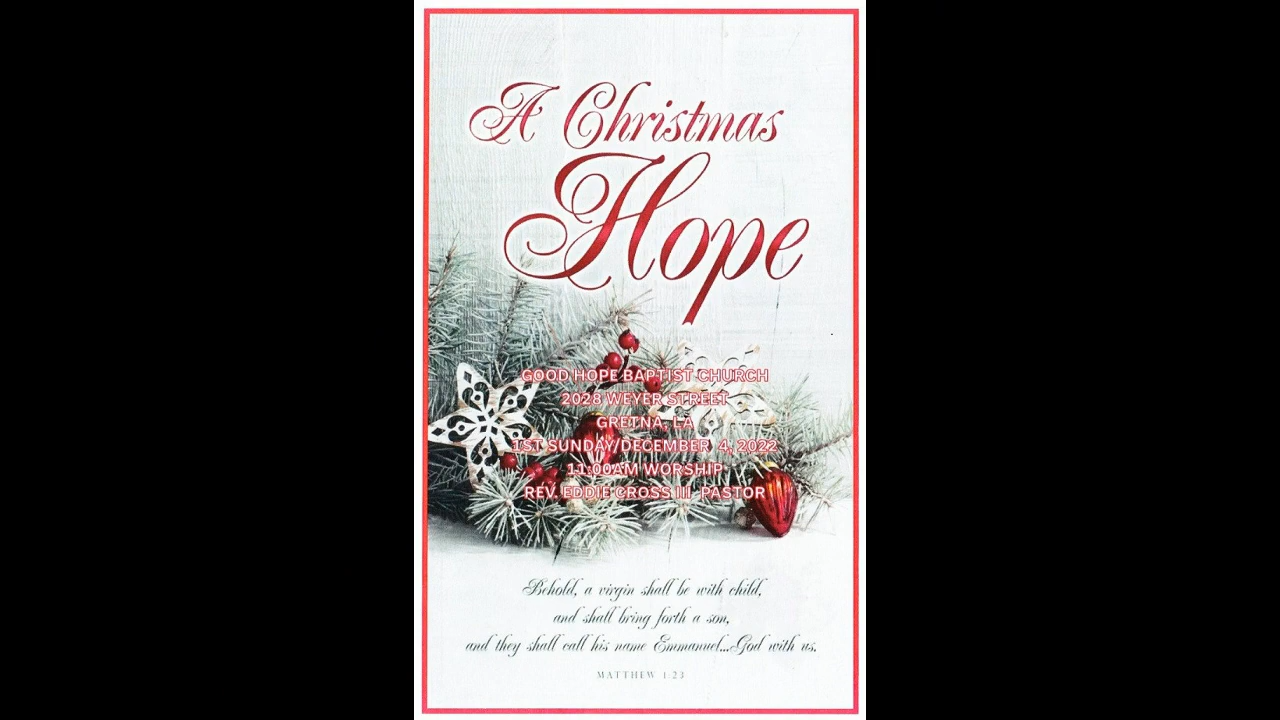 A Christmas
Hope
GOOD HOPE BAPTIST CHURCH
2028 WEYER STREET
GRETNA, LA
1ST SUNDAY/DECEMBER 4, 2022
11:00AM WORSHIP
REV. EDDIE CROSS III PASTOR
Behold, a virgin shall be with child,
and shall bring forth a son,
and they shall call his name Emmanuel...God with us.
MATTHEW 1:23